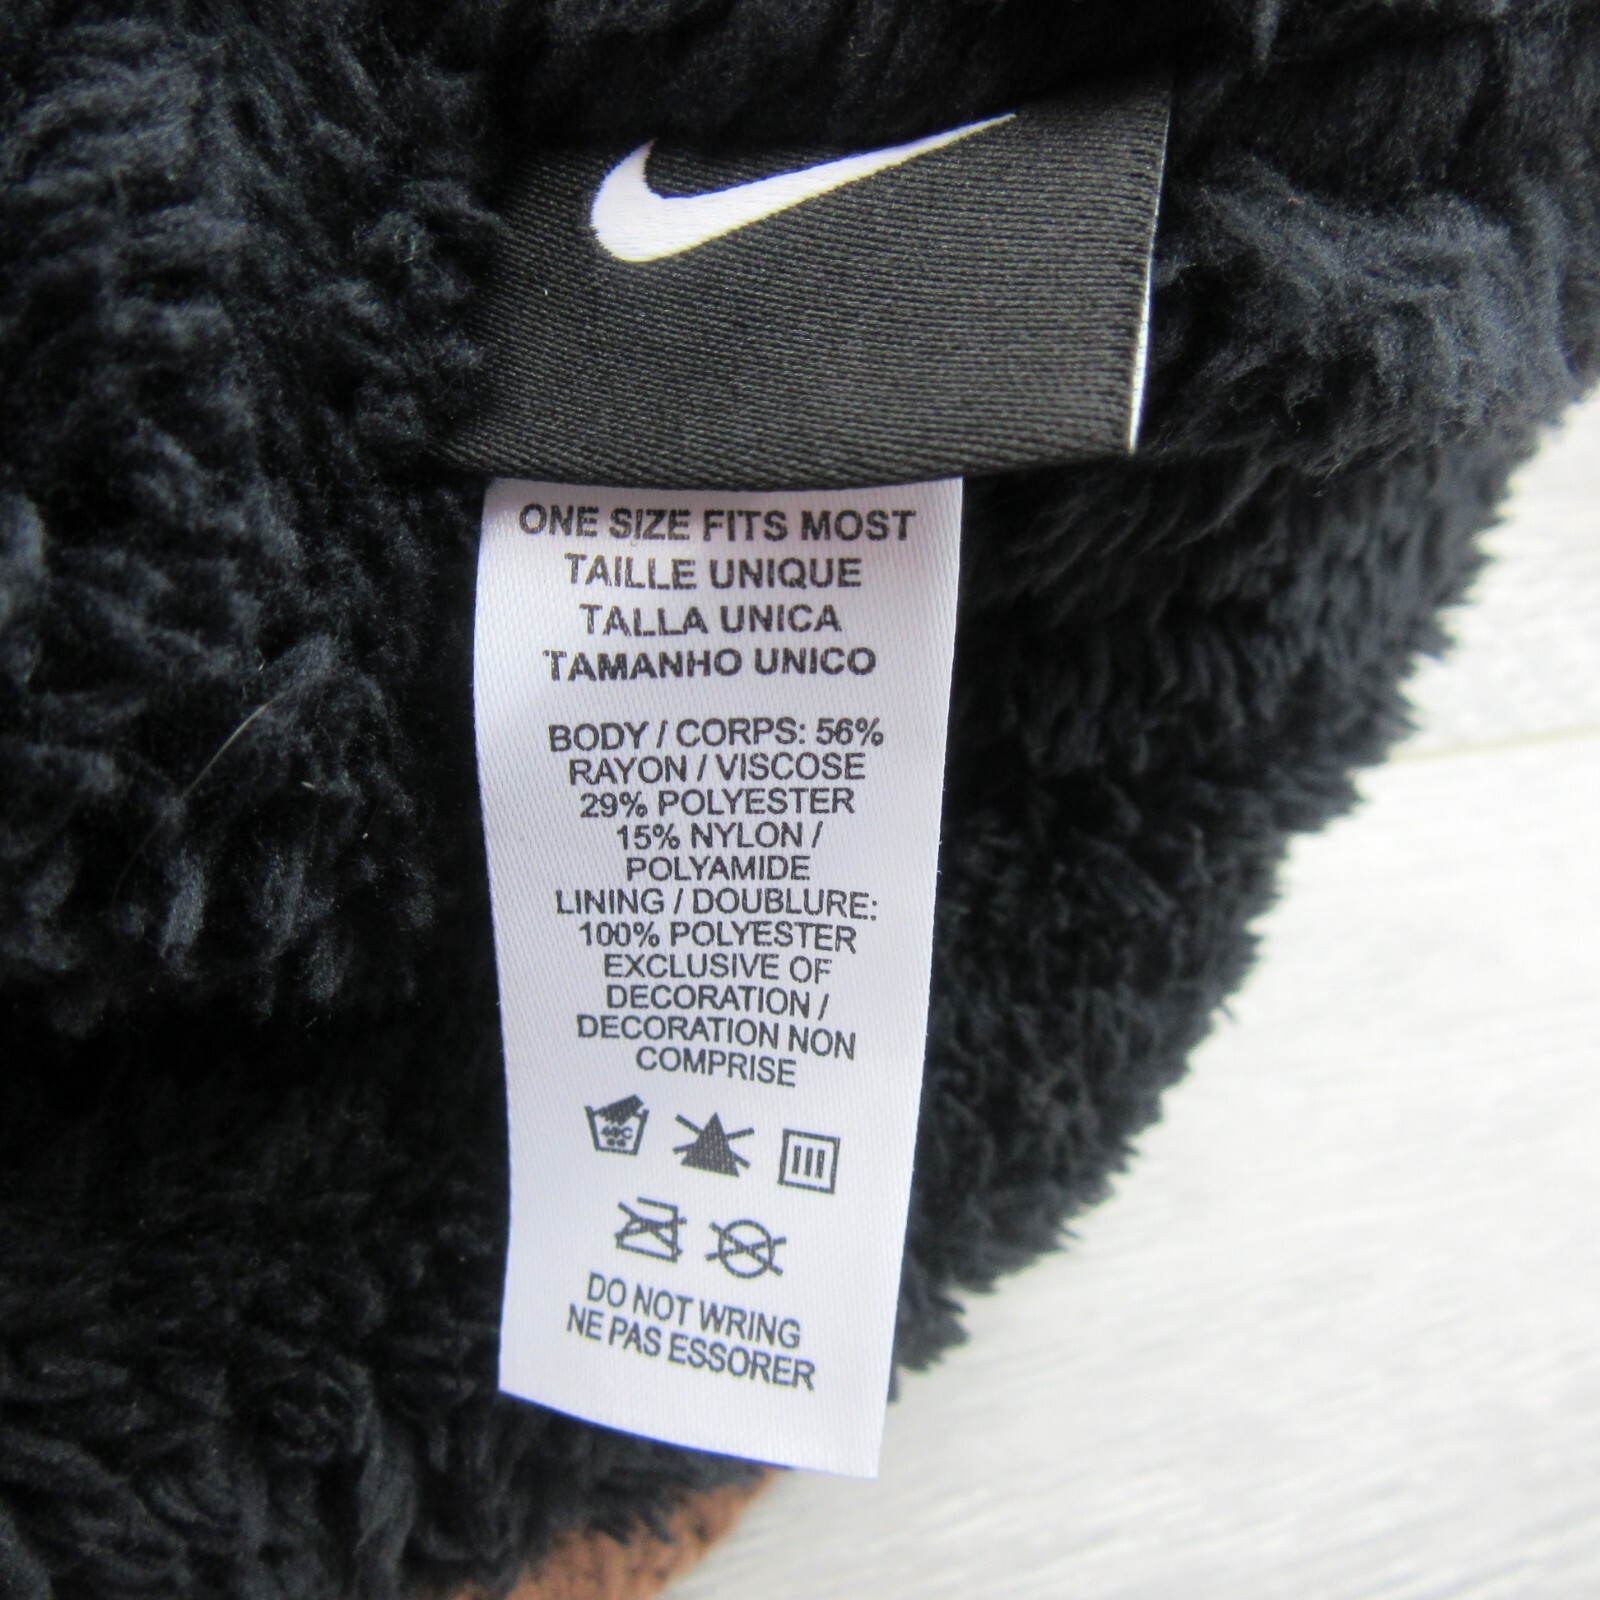 ONE SIZE FITS MOST
TAILLE UNIQUE
TALLA UNICA
TAMANHO UNICO
BODY / CORPS: 56%
RAYON / VISCOSE
29% POLYESTER
15% NYLON /
POLYAMIDE
LINING / DOUBLURE:
100% POLYESTER
EXCLUSIVE OF
DECORATION /
DECORATION NON
COMPRISE
DO NOT WRING
NE PAS ESSORER